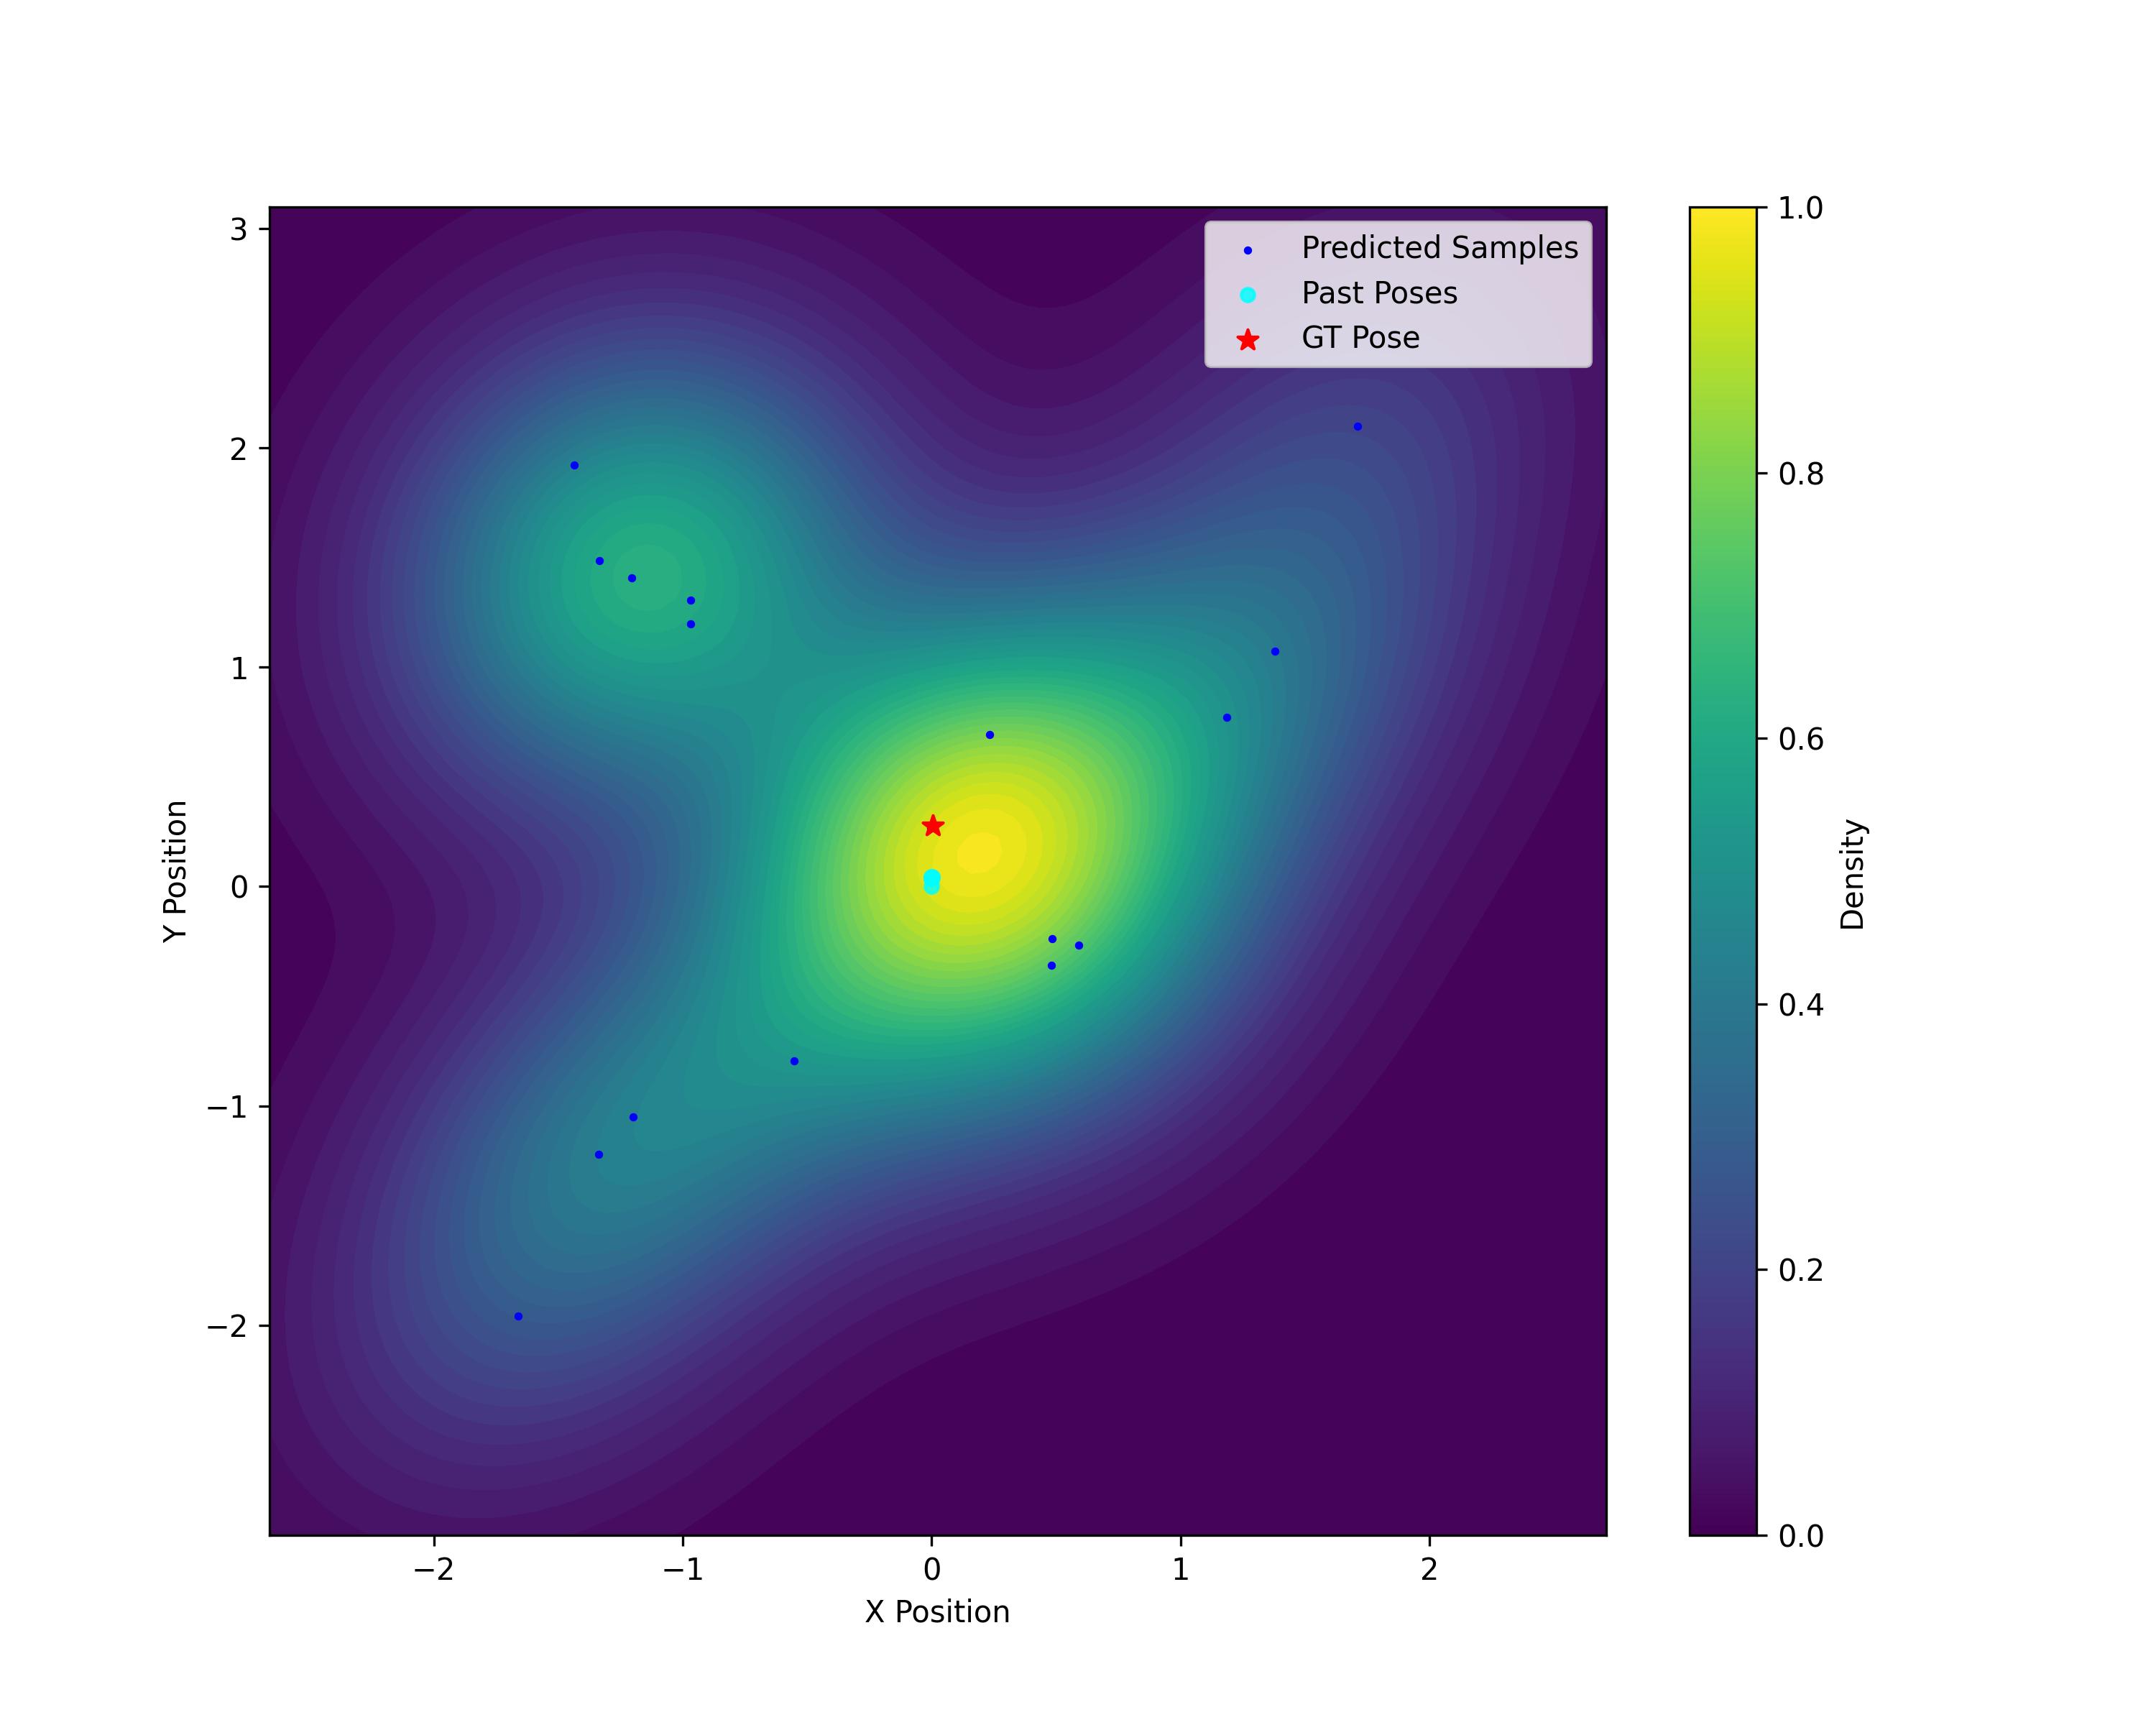 Predicted Samples
Past Poses
GT Pose
3
2
1
0
−1
−2
Y Position
−2
−1
0
1
2
X Position
1.0
0.8
0.6
0.4
0.2
0.0
Density